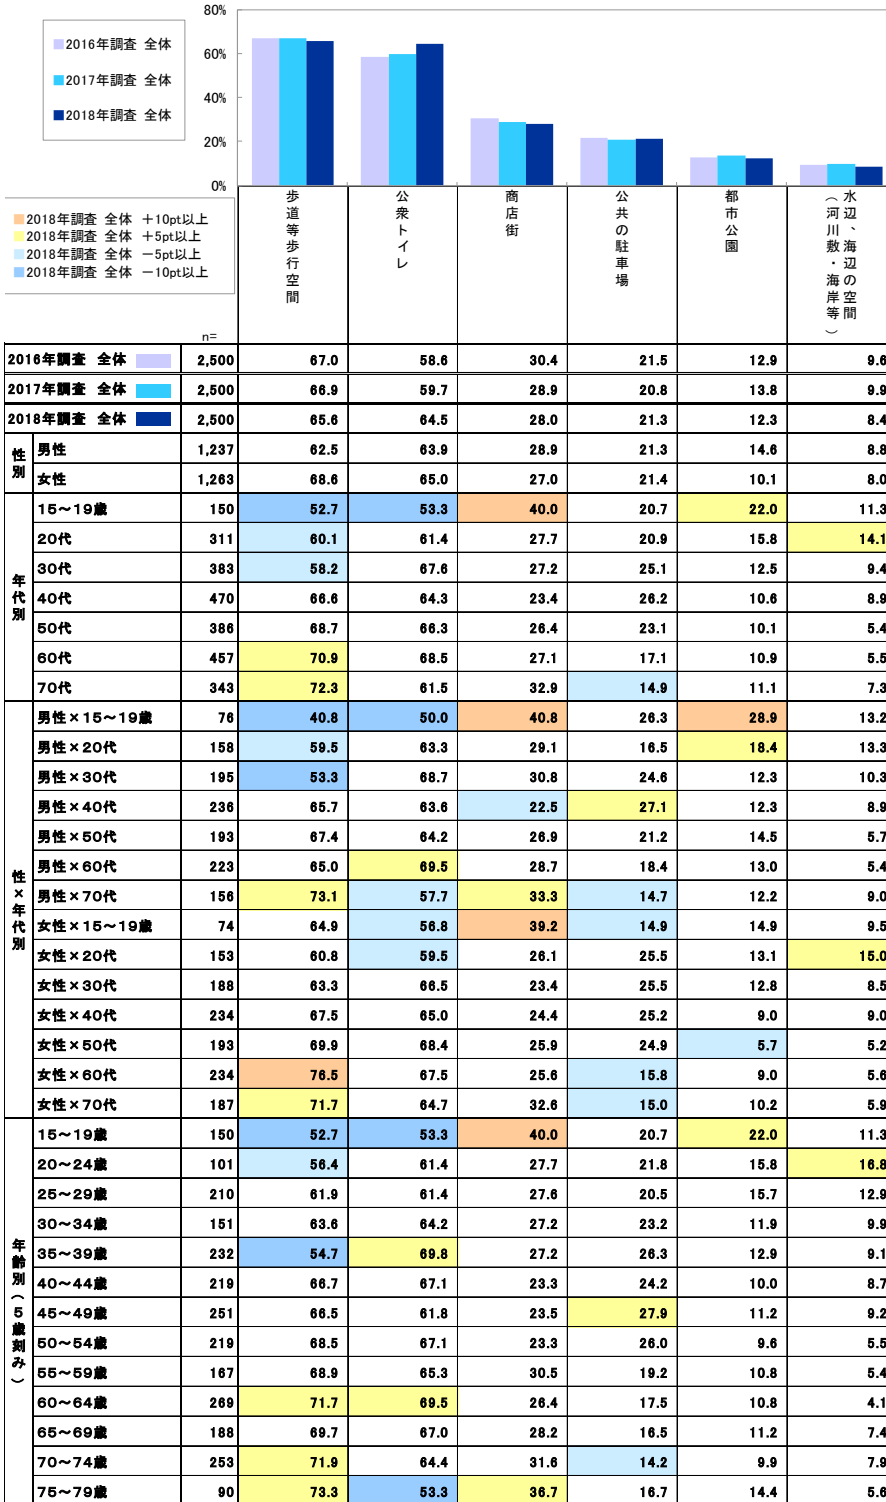 80%
60%
40%
20%
0%
2016年調査 全体
2017年調査 全体
2018年調査 全体
2018年調査 全体 ＋10pt以上
2018年調査 全体 ＋5pt以上
2018年調査 全体 －5pt以上
2018年調査 全体 －10pt以上
歩道等歩行空間
公衆トイレ
商店街
公共の駐車場
都市公園
水辺、海辺の空間
（河川敷・海岸等）
n=
2016年調査 全体 2,500 67.0 58.6 30.4 21.5 12.9 9.6
2017年調査 全体 2,500 66.9 59.7 28.9 20.8 13.8 9.9
2018年調査 全体 2,500 65.6 64.5 28.0 21.3 12.3 8.4
性別
男性 1,237 62.5 63.9 28.9 21.3 14.6 8.8
女性 1,263 68.6 65.0 27.0 21.4 10.1 8.0
年代別
15～19歳 150 52.7 53.3 40.0 20.7 22.0 11.3
20代 311 60.1 61.4 27.7 20.9 15.8 14.1
30代 383 58.2 67.6 27.2 25.1 12.5 9.4
40代 470 66.6 64.3 23.4 26.2 10.6 8.9
50代 386 68.7 66.3 26.4 23.1 10.1 5.4
60代 457 70.9 68.5 27.1 17.1 10.9 5.5
70代 343 72.3 61.5 32.9 14.9 11.1 7.3
性×年代別
男性×15～19歳 76 40.8 50.0 40.8 26.3 28.9 13.2
男性×20代 158 59.5 63.3 29.1 16.5 18.4 13.3
男性×30代 195 53.3 68.7 30.8 24.6 12.3 10.3
男性×40代 236 65.7 63.6 22.5 27.1 12.3 8.9
男性×50代 193 67.4 64.2 26.9 21.2 14.5 5.7
男性×60代 223 65.0 69.5 28.7 18.4 13.0 5.4
男性×70代 156 73.1 57.7 33.3 14.7 12.2 9.0
女性×15～19歳 74 64.9 56.8 39.2 14.9 14.9 9.5
女性×20代 153 60.8 59.5 26.1 25.5 13.1 15.0
女性×30代 188 63.3 66.5 23.4 25.5 12.8 8.5
女性×40代 234 67.5 65.0 24.4 25.2 9.0 9.0
女性×50代 193 69.9 68.4 25.9 24.9 5.7 5.2
女性×60代 234 76.5 67.5 25.6 15.8 9.0 5.6
女性×70代 187 71.7 64.7 32.6 15.0 10.2 5.9
年齢別（5歳刻み）
15～19歳 150 52.7 53.3 40.0 20.7 22.0 11.3
20～24歳 101 56.4 61.4 27.7 21.8 15.8 16.8
25～29歳 210 61.9 61.4 27.6 20.5 15.7 12.9
30～34歳 151 63.6 64.2 27.2 23.2 11.9 9.9
35～39歳 232 54.7 69.8 27.2 26.3 12.9 9.1
40～44歳 219 66.7 67.1 23.3 24.2 10.0 8.7
45～49歳 251 66.5 61.8 23.5 27.9 11.2 9.2
50～54歳 219 68.5 67.1 23.3 26.0 9.6 5.5
55～59歳 167 68.9 65.3 30.5 19.2 10.8 5.4
60～64歳 269 71.7 69.5 26.4 17.5 10.8 4.1
65～69歳 188 69.7 67.0 28.2 16.5 11.2 7.4
70～74歳 253 71.9 64.4 31.6 14.2 9.9 7.9
75～79歳 90 73.3 53.3 36.7 16.7 14.4 5.6